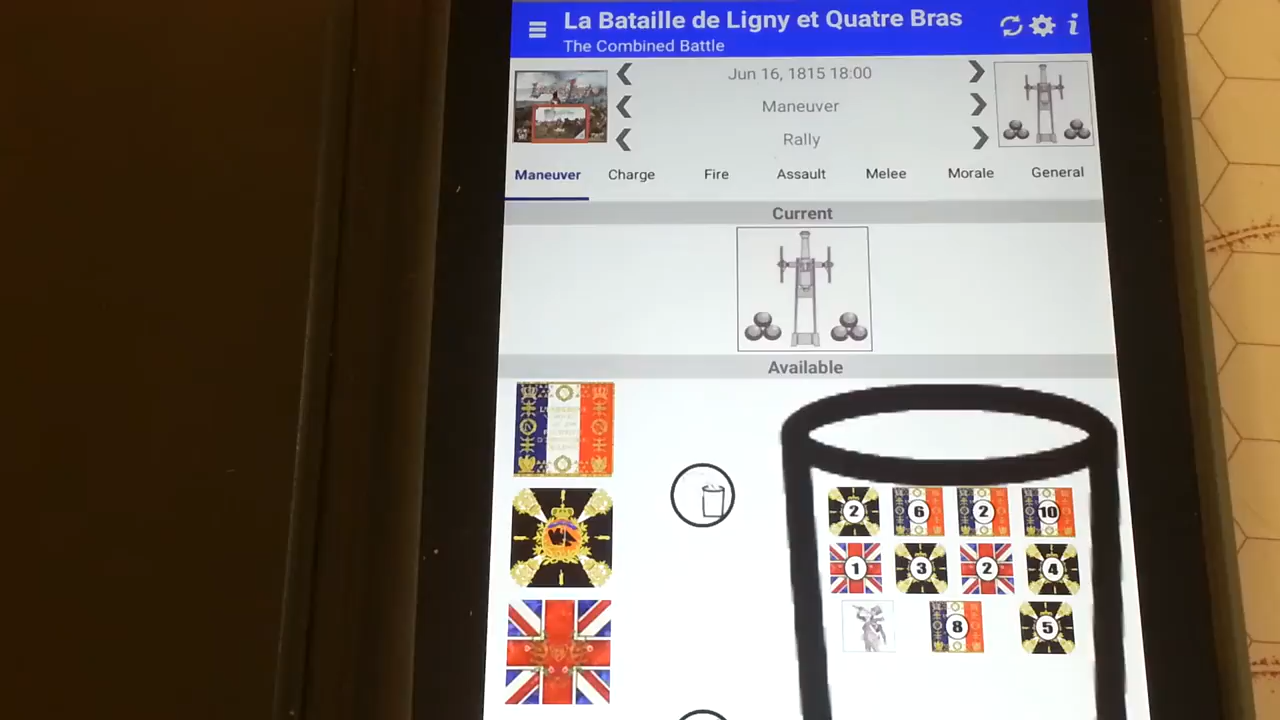 La Bataille de Ligny et Quatre Bras
The Combined Battle
Jun 16, 1815 18:00
Maneuver
Rally
Maneuver Charge Fire Assault Melee Morale General
Current
Available
2 6 2 10
1 3 2 4
8 5